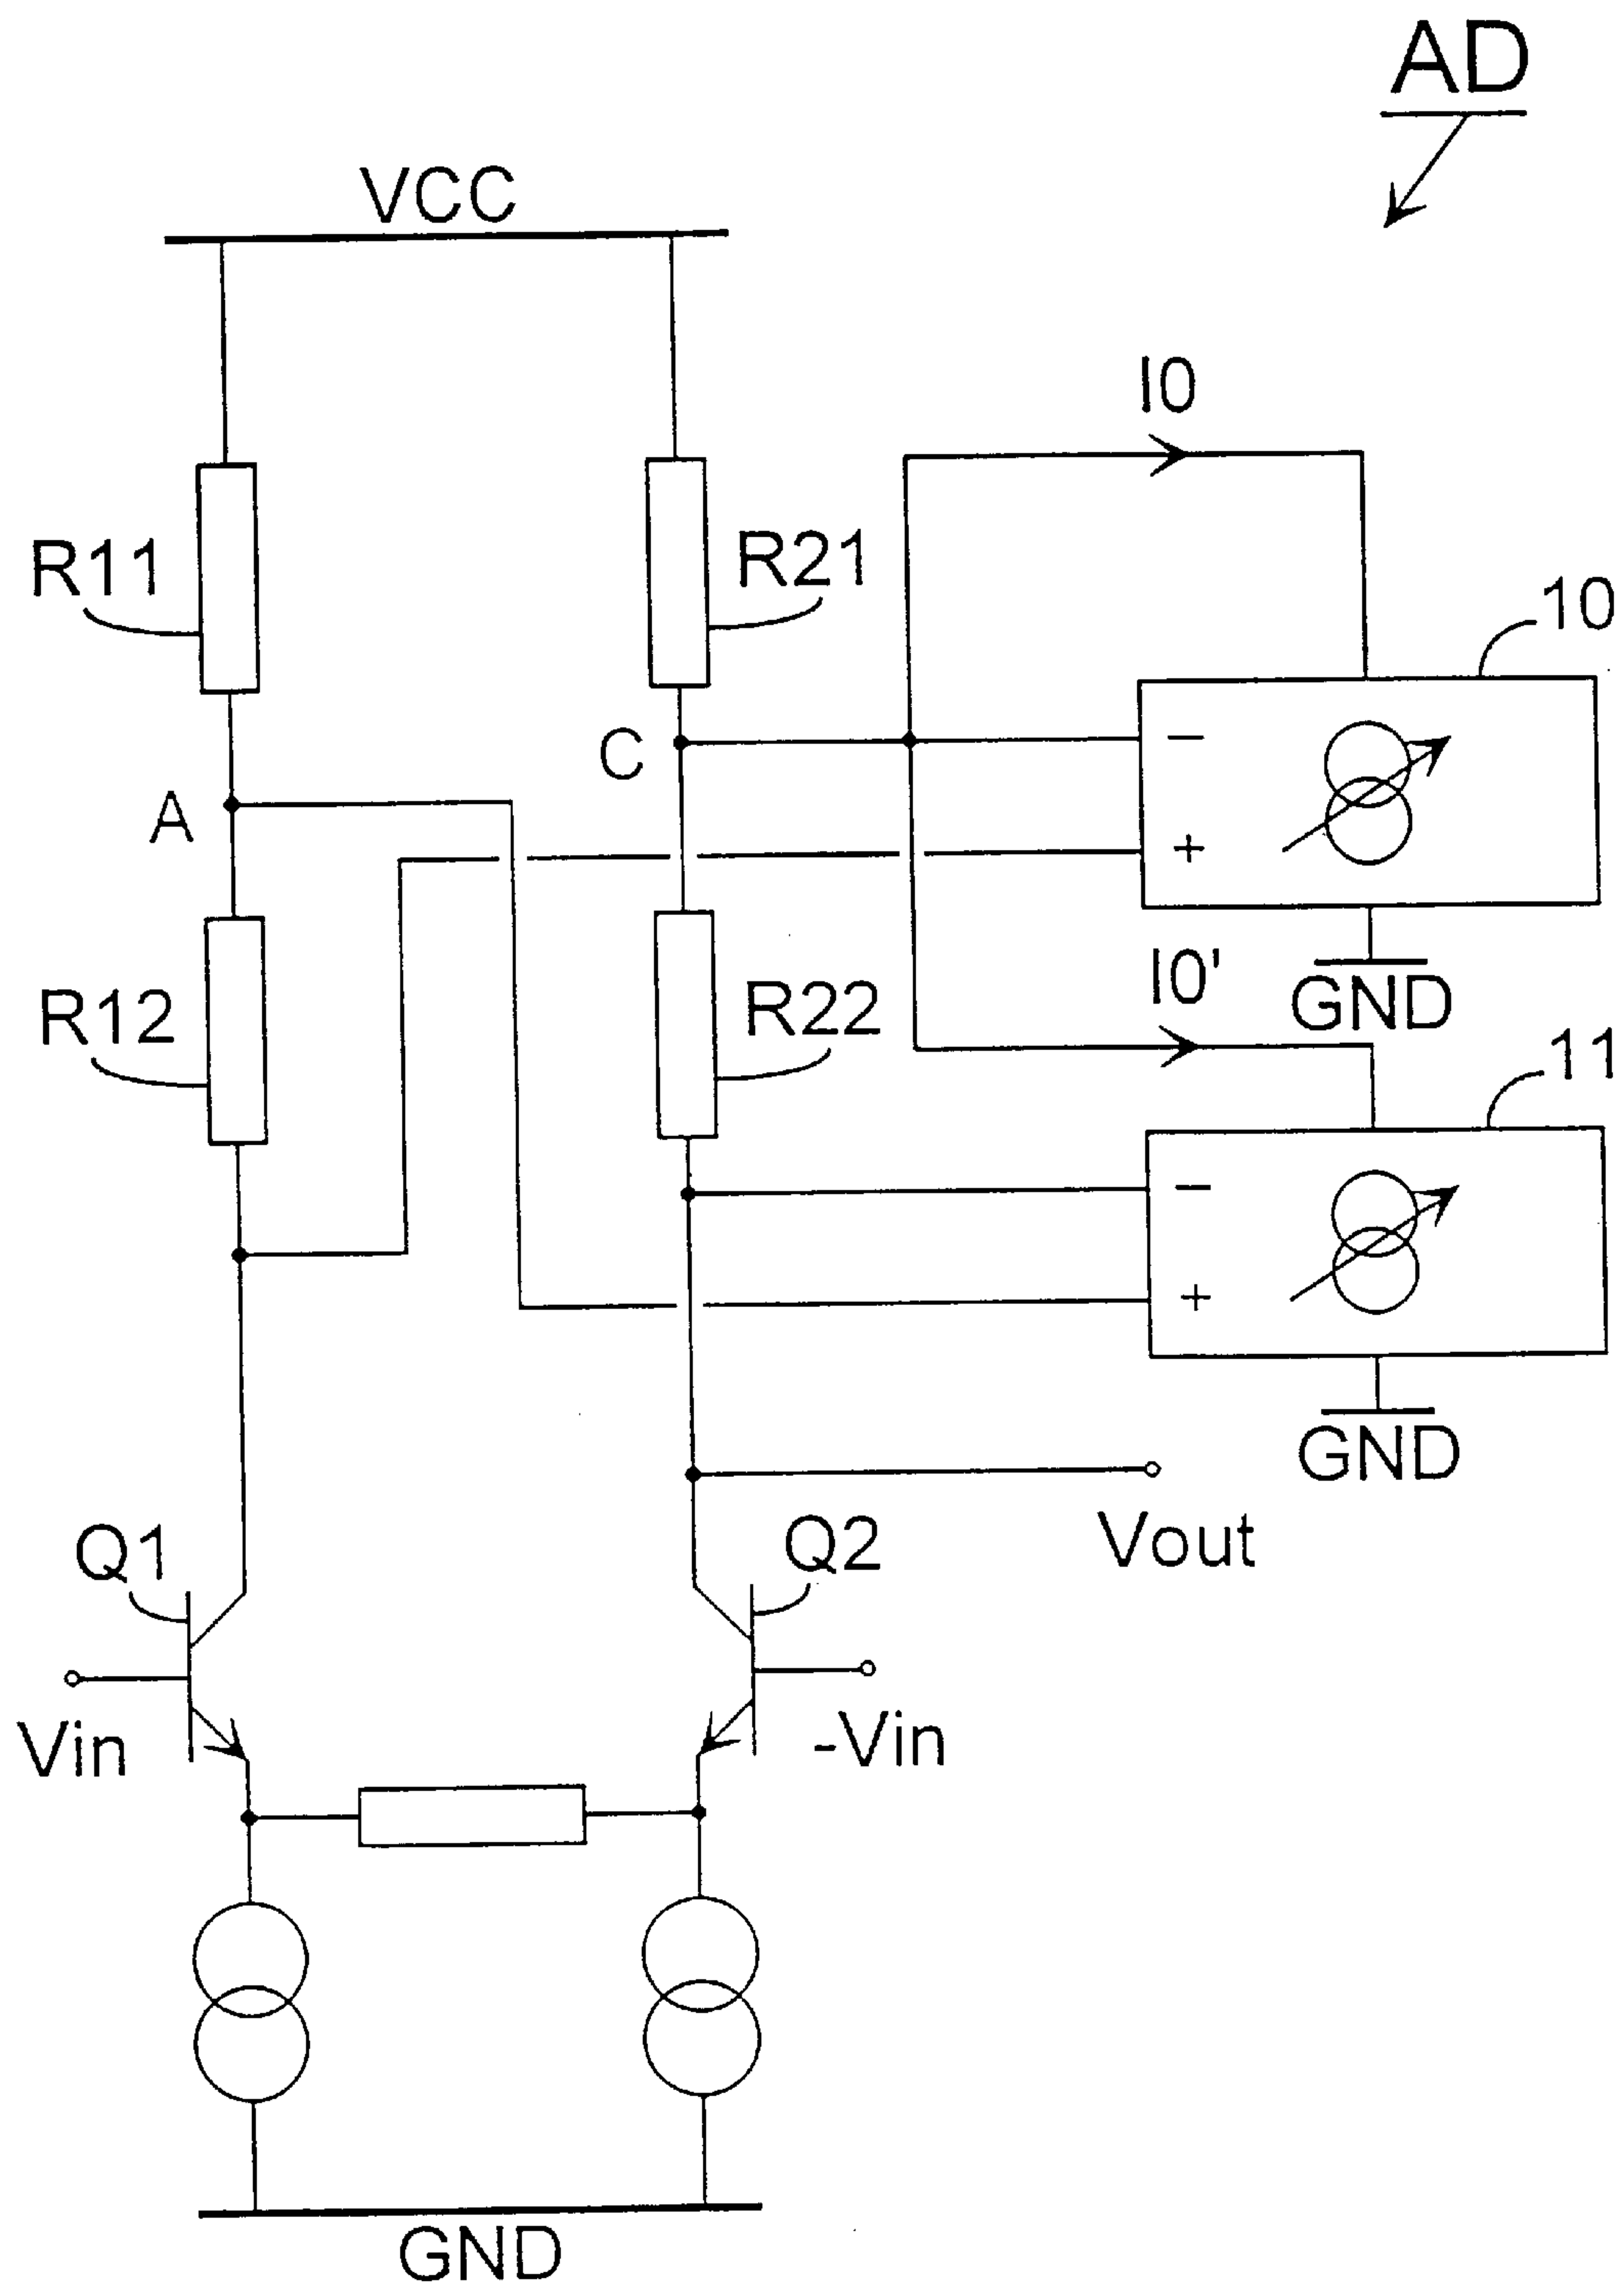 AD
VCC
I0
R11
R21
10
C
−
A
+
I0'
GND
R12
R22
11
−
+
GND
Q1
Q2
Vout
Vin
-Vin
GND